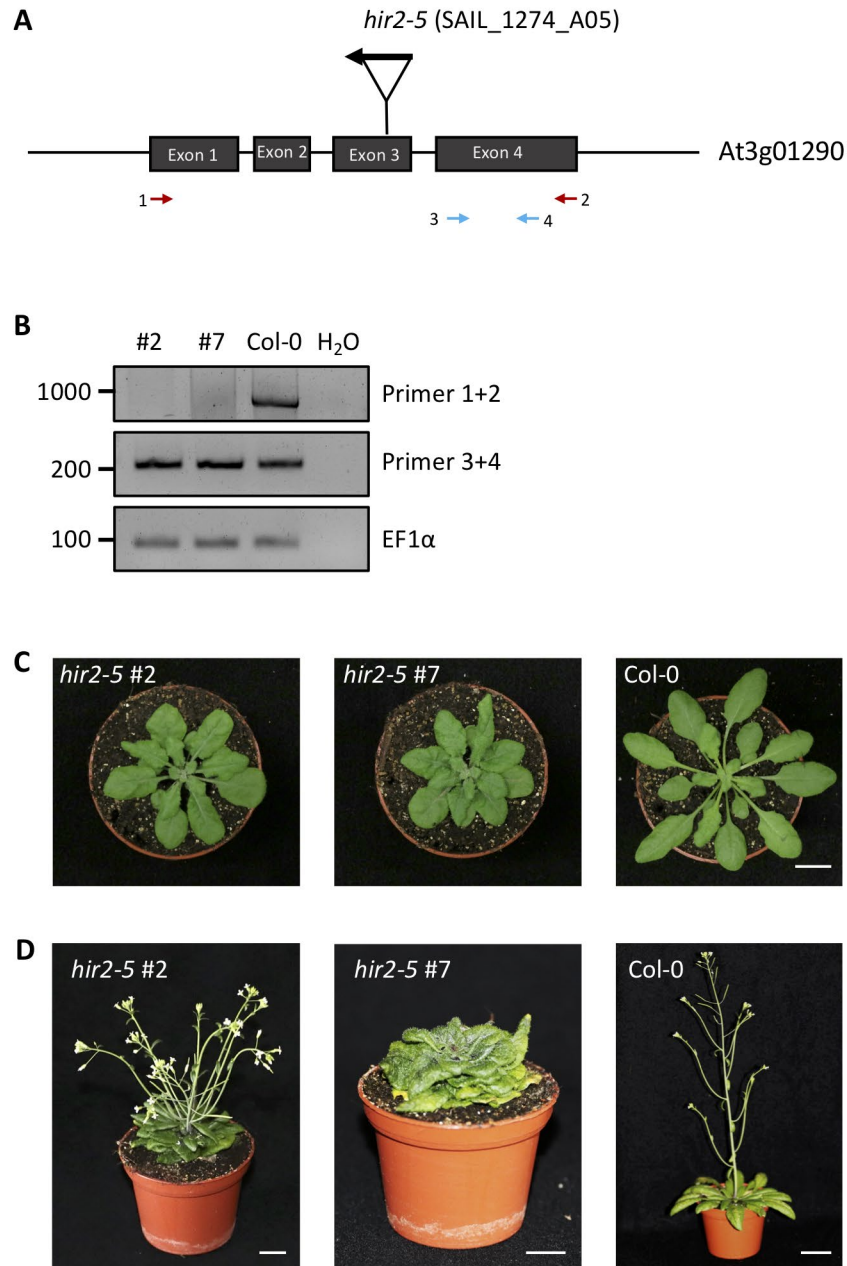 A
hir2-5 (SAIL_1274_A05)
Exon 1 Exon 2 Exon 3 Exon 4 At3g01290
1 2
3 4
B
#2 #7 Col-0 H₂O
1000 Primer 1+2
200 Primer 3+4
100 EF1α
C
hir2-5 #2 hir2-5 #7 Col-0
D
hir2-5 #2 hir2-5 #7 Col-0